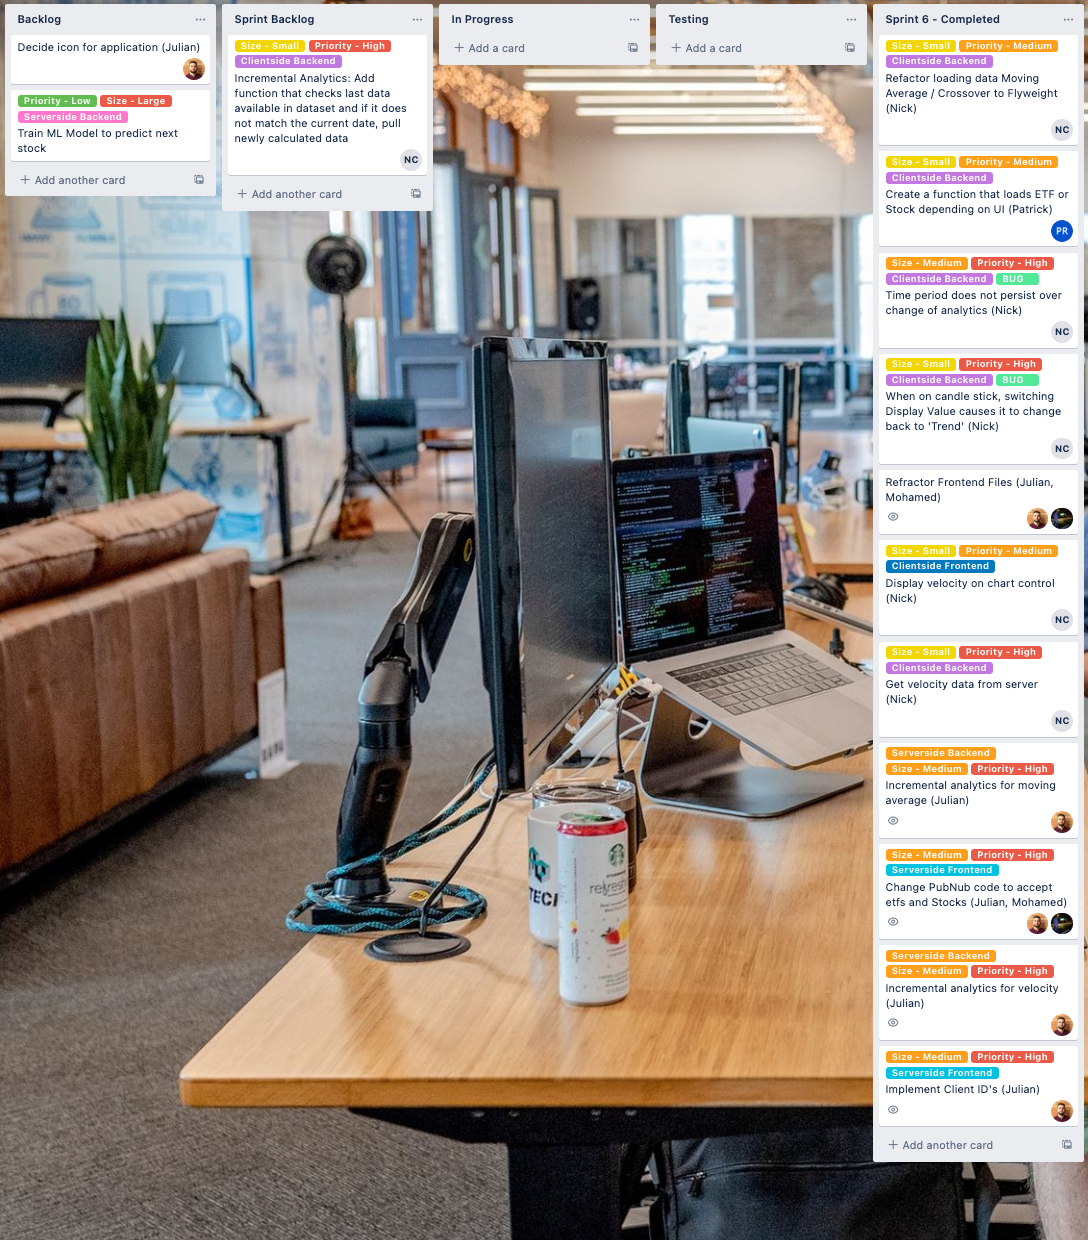 Backlog
Decide icon for application (Julian)
Priority - Low Size - Large
Serverside Backend
Train ML Model to predict next
stock
+ Add another card
Sprint Backlog
Size - Small Priority - High
Clientside Backend
Incremental Analytics: Add
function that checks last data
available in dataset and if it does
not match the current date, pull
newly calculated data
NC
+ Add another card
In Progress
+ Add a card
Testing
+ Add a card
Sprint 6 - Completed
Size - Small Priority - Medium
Clientside Backend
Refactor loading data Moving
Average / Crossover to Flyweight
(Nick)
NC
Size - Small Priority - Medium
Clientside Backend
Create a function that loads ETF or
Stock depending on UI (Patrick)
PR
Size - Medium Priority - High
Clientside Backend BUG
Time period does not persist over
change of analytics (Nick)
NC
Size - Small Priority - High
Clientside Backend BUG
When on candle stick, switching
Display Value causes it to change
back to 'Trend' (Nick)
NC
Refractor Frontend Files (Julian,
Mohamed)
Size - Small Priority - Medium
Clientside Frontend
Display velocity on chart control
(Nick)
NC
Size - Small Priority - High
Clientside Backend
Get velocity data from server
(Nick)
NC
Serverside Backend
Size - Medium Priority - High
Incremental analytics for moving
average (Julian)
Size - Medium Priority - High
Serverside Frontend
Change PubNub code to accept
etfs and Stocks (Julian, Mohamed)
Serverside Backend
Size - Medium Priority - High
Incremental analytics for velocity
(Julian)
Size - Medium Priority - High
Serverside Frontend
Implement Client ID's (Julian)
+ Add another card